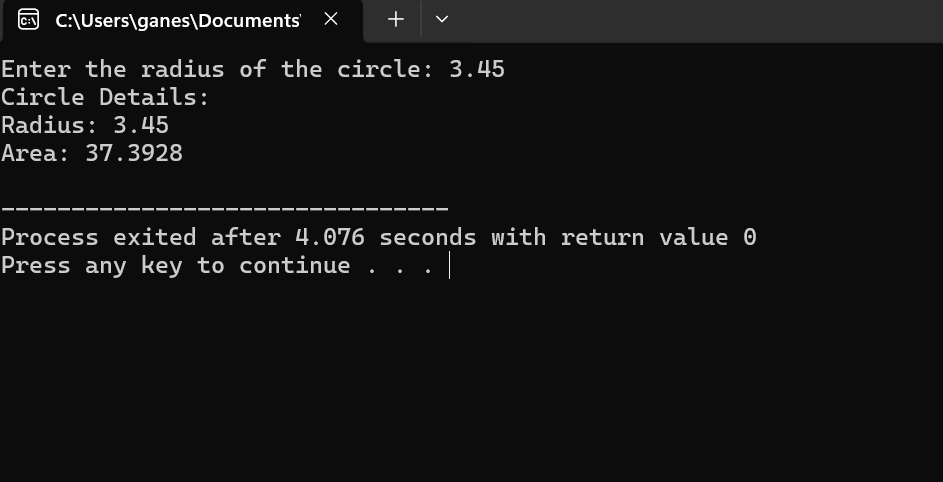 C:\Users\ganes\Documents'
Enter the radius of the circle: 3.45
Circle Details:
Radius: 3.45
Area: 37.3928
--------------------------------
Process exited after 4.076 seconds with return value 0
Press any key to continue . . .